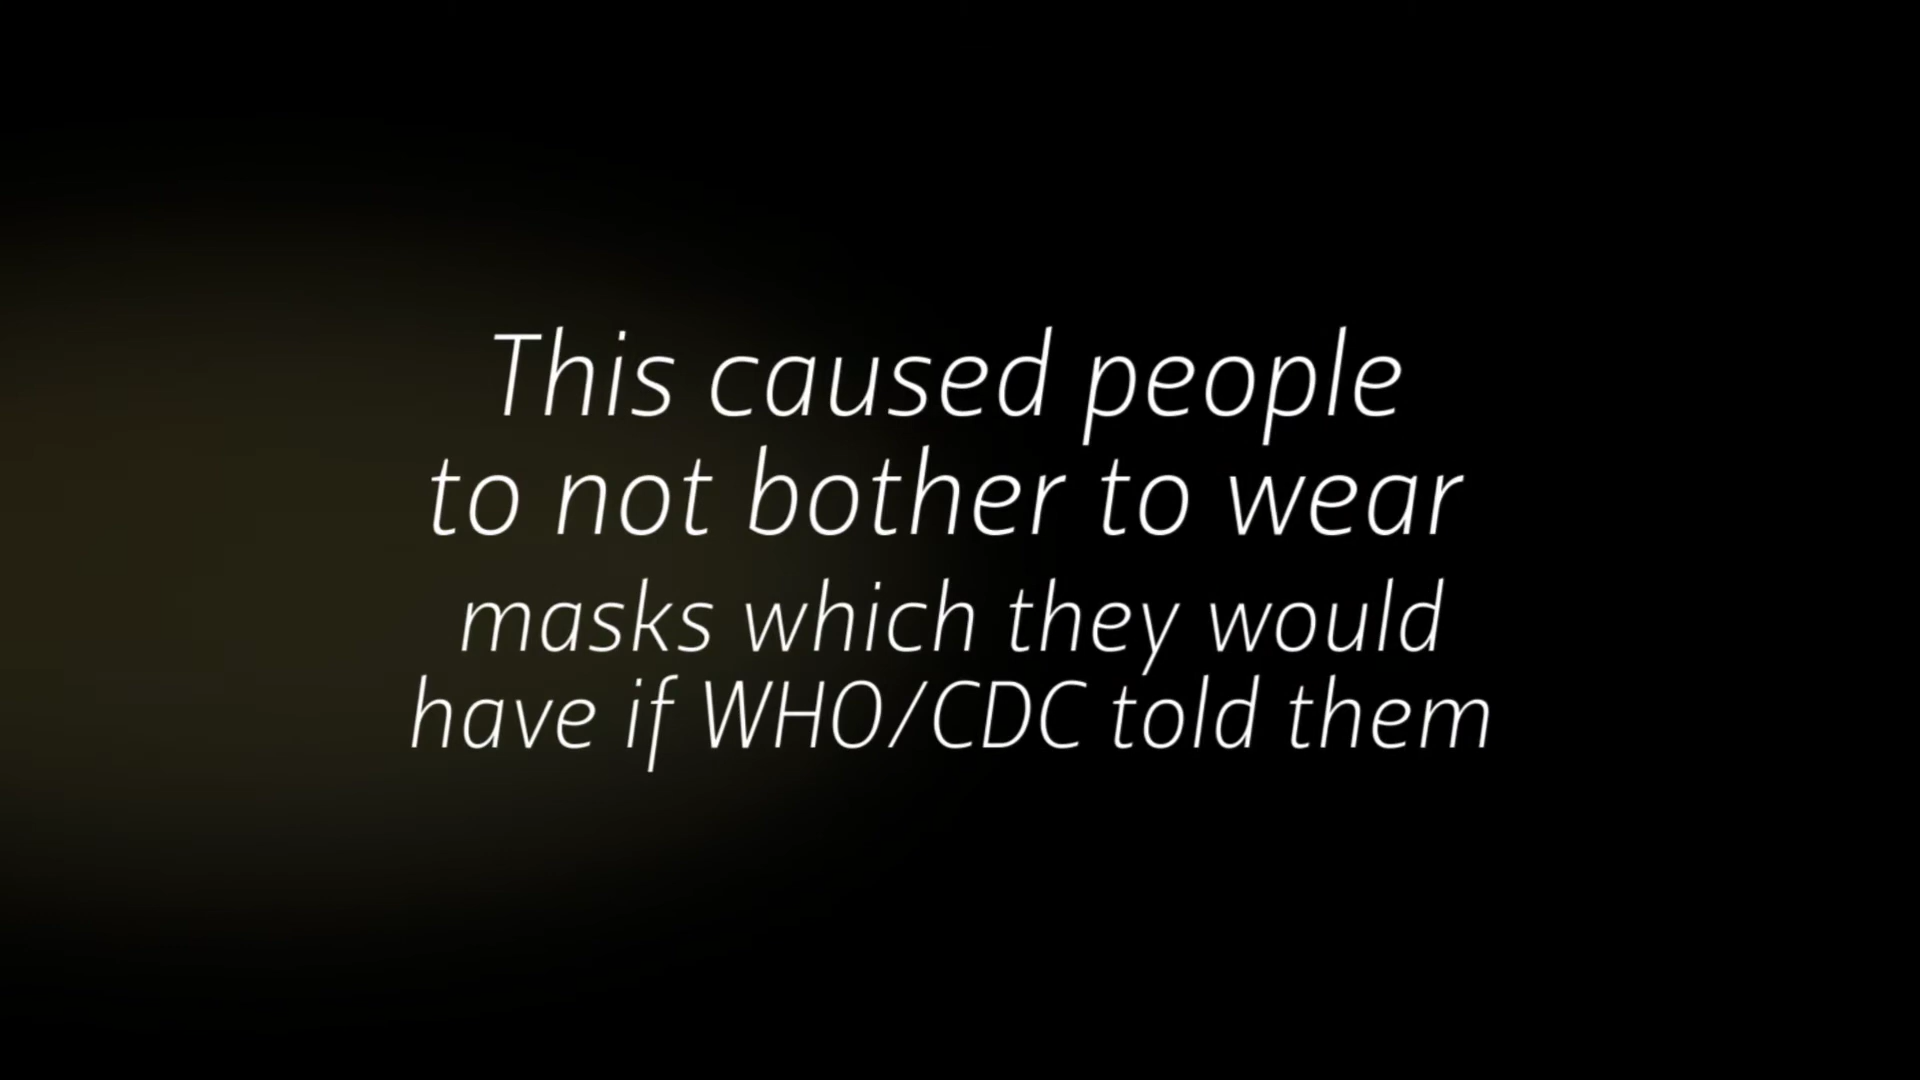 This caused people
to not bother to wear
masks which they would
have if WHO/CDC told them